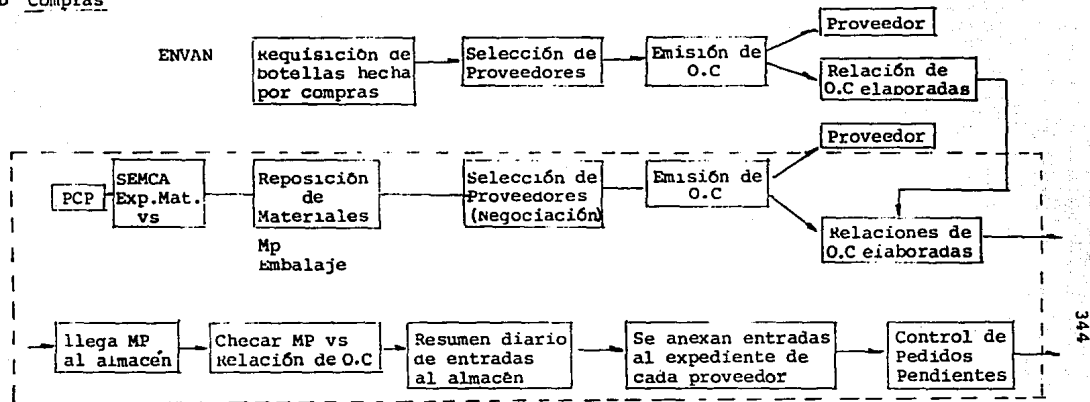 Compras
ENVAN
Requisición de
botellas hecha
por compras
Selección de
Proveedores
Emisión de
O.C
Proveedor
Relación de
O.C elaboradas
PCP
SEMCA
Exp.Mat.
vs
Reposición
de
Materiales
Mp
Embalaje
Selección de
Proveedores
(Negociación)
Emisión de
O.C
Proveedor
Relaciones de
O.C elaboradas
llega MP
al almacén
Checar MP vs
Relación de O.C
Resumen diario
de entradas
al almacén
Se anexan entradas
al expediente de
cada proveedor
Control de
Pedidos
Pendientes
344